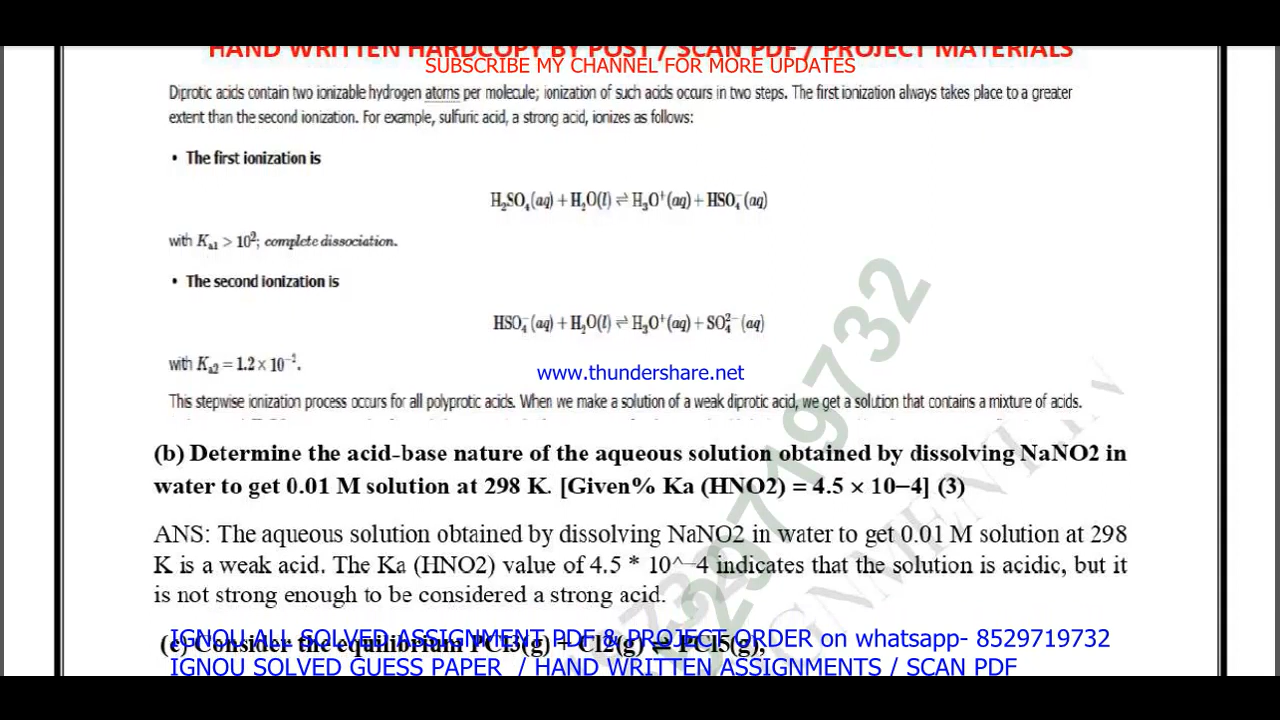 HAND WRITTEN HARDCOPY BY POST / SCAN PDF / PROJECT MATERIALS
SUBSCRIBE MY CHANNEL FOR MORE UPDATES
Diprotic acids contain two ionizable hydrogen atoms per molecule; ionization of such acids occurs in two steps. The first ionization always takes place to a greater
extent than the second ionization. For example, sulfuric acid, a strong acid, ionizes as follows:
• The first ionization is
H₂SO₄(aq) + H₂O(l) ⇌ H₃O⁺(aq) + HSO₄⁻(aq)
with Kₐ₁ > 10²; complete dissociation.
• The second ionization is
HSO₄⁻(aq) + H₂O(l) ⇌ H₃O⁺(aq) + SO₄²⁻(aq)
with Kₐ₂ = 1.2 × 10⁻².
www.thundershare.net
This stepwise ionization process occurs for all polyprotic acids. When we make a solution of a weak diprotic acid, we get a solution that contains a mixture of acids.
(b) Determine the acid-base nature of the aqueous solution obtained by dissolving NaNO2 in
water to get 0.01 M solution at 298 K. [Given% Ka (HNO2) = 4.5 × 10−4] (3)
ANS: The aqueous solution obtained by dissolving NaNO2 in water to get 0.01 M solution at 298
K is a weak acid. The Ka (HNO2) value of 4.5 * 10^−4 indicates that the solution is acidic, but it
is not strong enough to be considered a strong acid.
(c) Consider the equilibrium PCl3(g) + Cl2(g) ⇌ PCl5(g),
IGNOU ALL SOLVED ASSIGNMENT PDF & PROJECT ORDER on whatsapp- 8529719732
IGNOU SOLVED GUESS PAPER / HAND WRITTEN ASSIGNMENTS / SCAN PDF